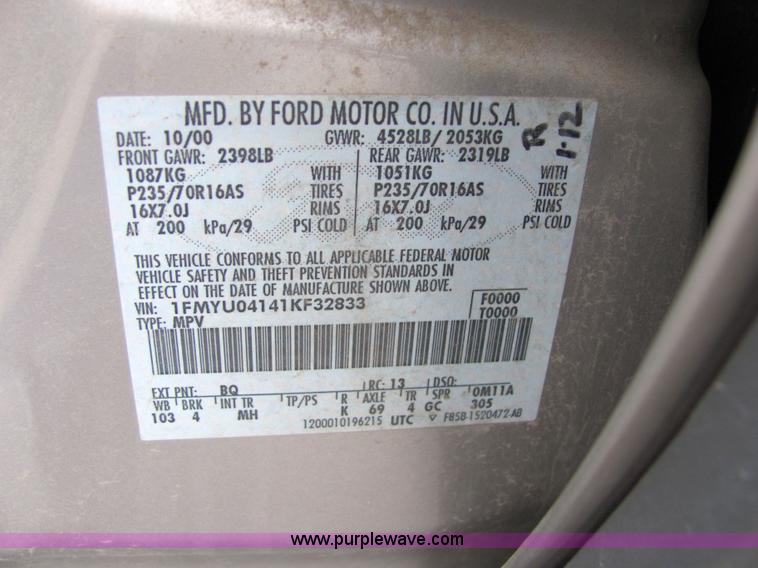 MFD. BY FORD MOTOR CO. IN U.S.A.
DATE: 10/00 GVWR: 4528LB/ 2053KG
FRONT GAWR: 2398LB REAR GAWR: 2319LB
1087KG WITH 1051KG WITH
P235/70R16AS TIRES P235/70R16AS TIRES
16X7.0J RIMS 16X7.0J RIMS
AT 200 kPa/29 PSI COLD AT 200 kPa/29 PSI COLD
THIS VEHICLE CONFORMS TO ALL APPLICABLE FEDERAL MOTOR
VEHICLE SAFETY AND THEFT PREVENTION STANDARDS IN
EFFECT ON THE DATE OF MANUFACTURE SHOWN ABOVE.
VIN: 1FMYU04141KF32833 F0000
TYPE: MPV T0000
EXT PNT: BQ RC: 13 DSO:
WB BRK INT TR TP/PS R AXLE TR SPR 0M11A
103 4 MH K 69 4 GC 305
1200010196215 UTC ▽ F85B-1520472-AB
R
1-12
www.purplewave.com